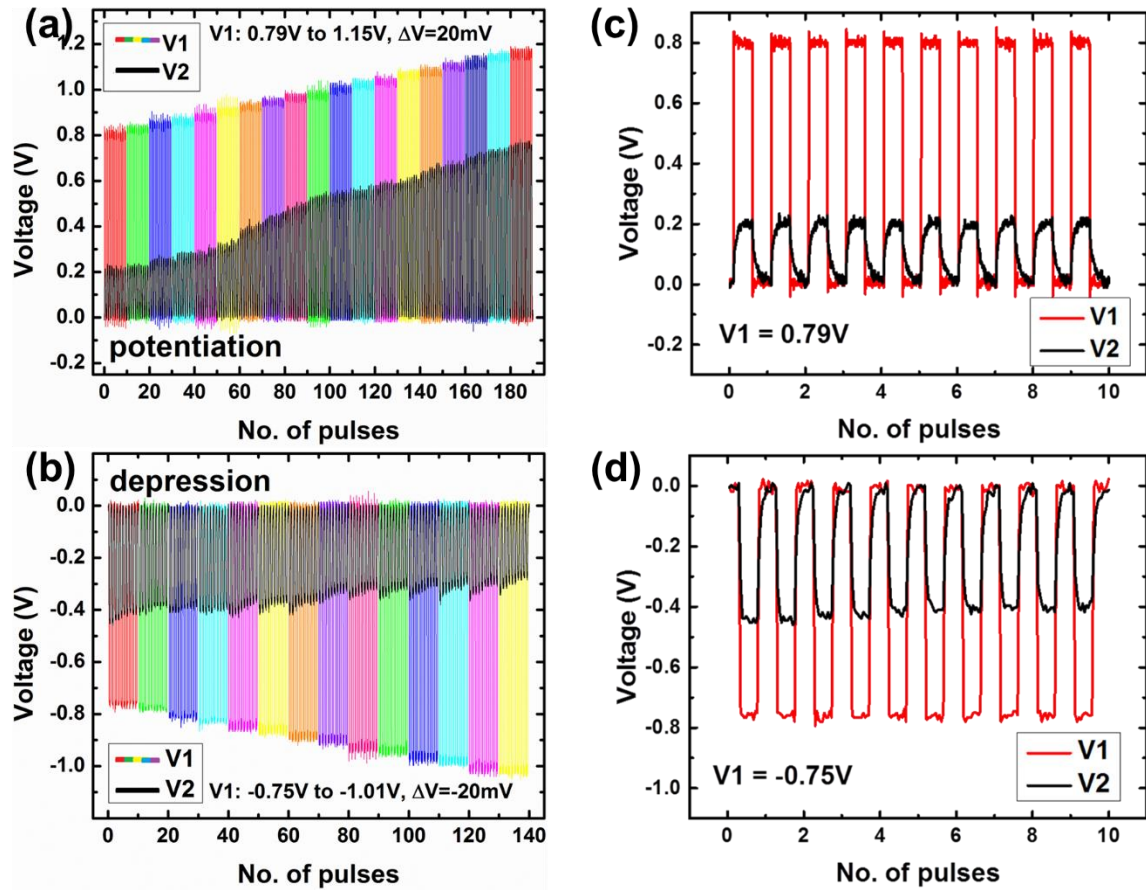 (a)
V1: 0.79V to 1.15V, ΔV=20mV
V1
V2
1.2
1.0
0.8
0.6
0.4
0.2
0.0
-0.2
Voltage (V)
potentiation
0 20 40 60 80 100 120 140 160 180
No. of pulses
(c)
0.8
0.6
0.4
0.2
0.0
-0.2
Voltage (V)
V1 = 0.79V
V1
V2
0 2 4 6 8 10
No. of pulses
(b)
depression
0.0
-0.2
-0.4
-0.6
-0.8
-1.0
Voltage (V)
V1
V2
V1: -0.75V to -1.01V, ΔV=-20mV
0 20 40 60 80 100 120 140
No. of pulses
(d)
0.0
-0.2
-0.4
-0.6
-0.8
-1.0
Voltage (V)
V1 = -0.75V
V1
V2
0 2 4 6 8 10
No. of pulses